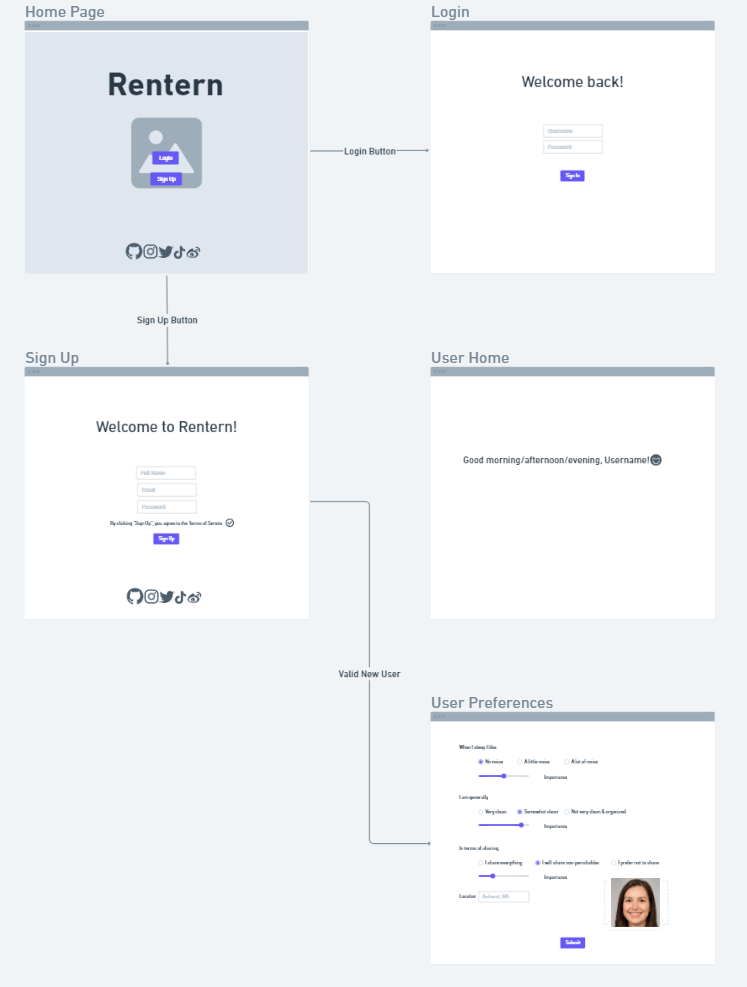 Home Page
Rentern
Login
Sign Up
Login Button
Login
Welcome back!
Username
Password
Sign In
Sign Up Button
Sign Up
Welcome to Rentern!
Full Name
Email
Password
By clicking "Sign Up", you agree to the Terms of Service
Sign Up
User Home
Good morning/afternoon/evening, Username!
Valid New User
User Preferences
When I sleep I like:
No noise A little noise A lot of noise
Importance
I am generally
Very clean Somewhat clean Not very clean & organized
Importance
In terms of sharing,
I share everything I will share non-perishables I prefer not to share
Importance
Location Amherst, MA
Submit